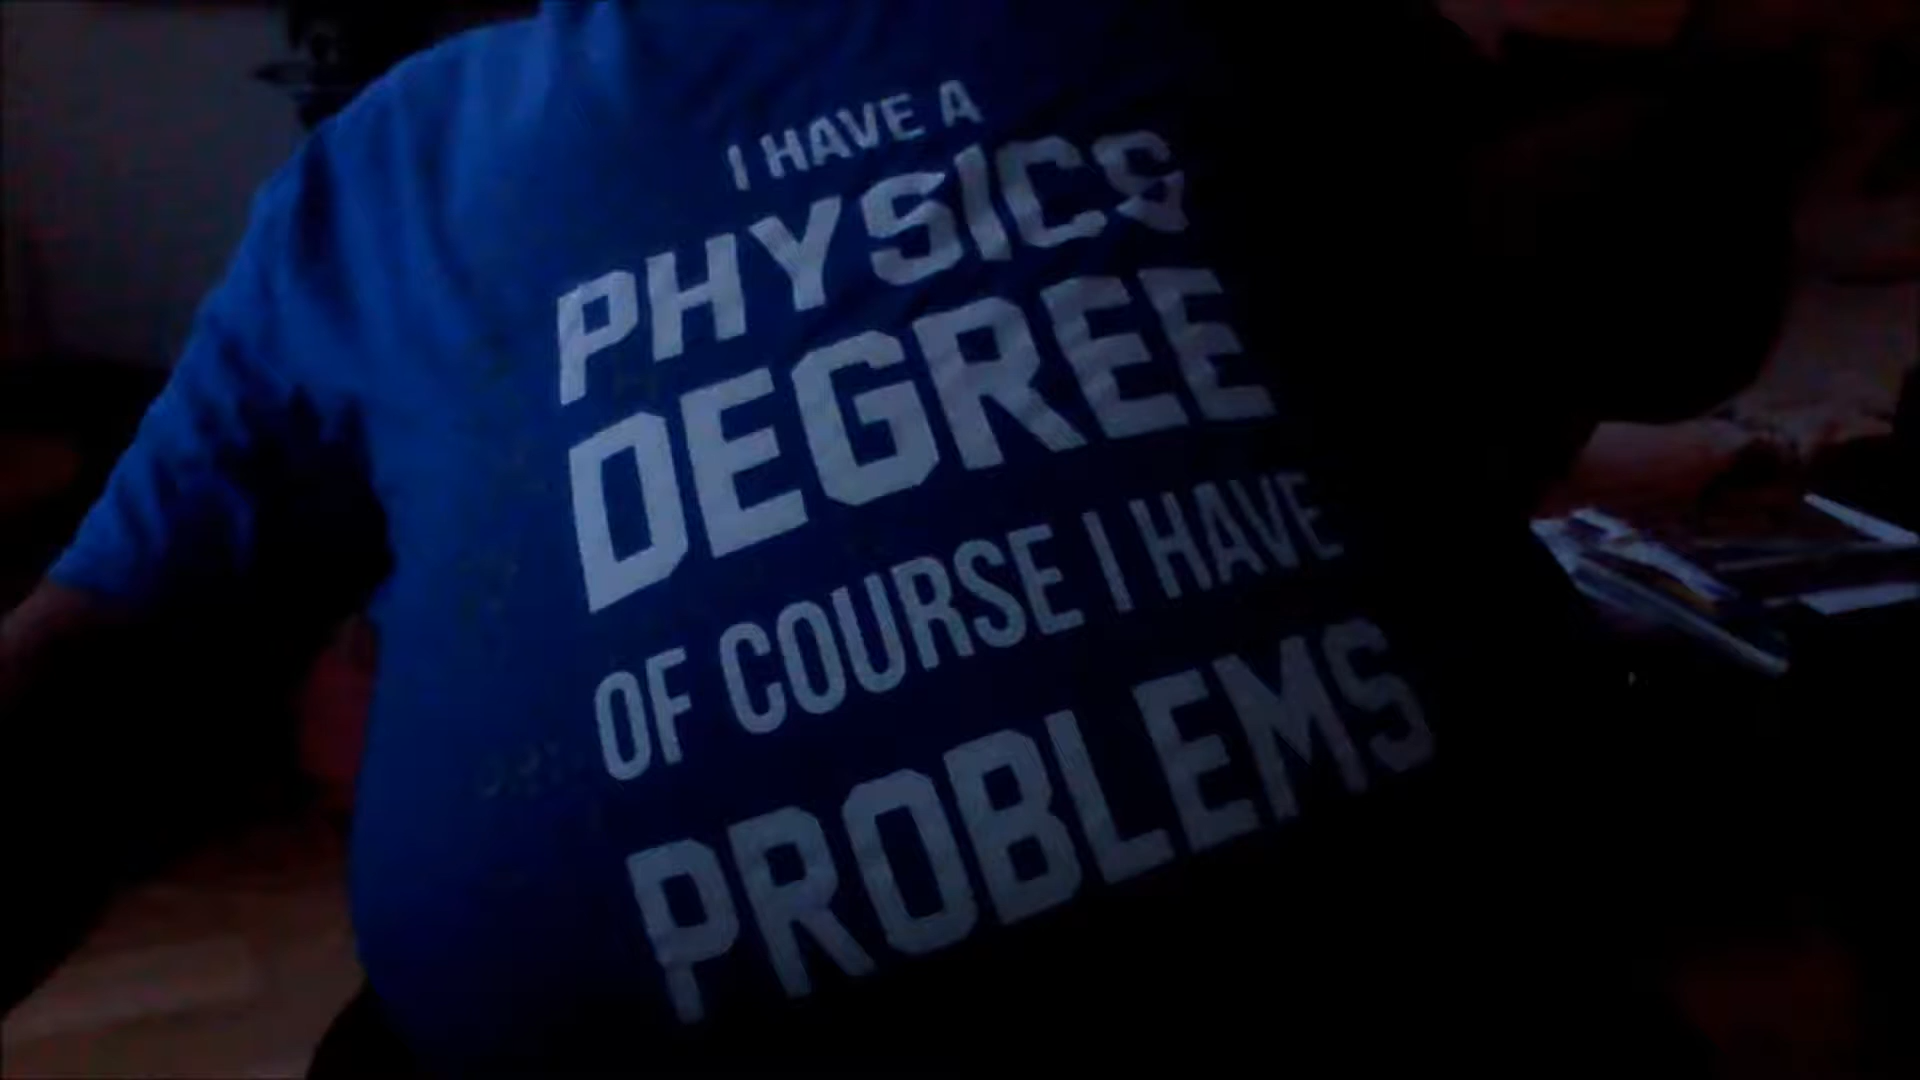 I HAVE A
PHYSICS
DEGREE
OF COURSE I HAVE
PROBLEMS